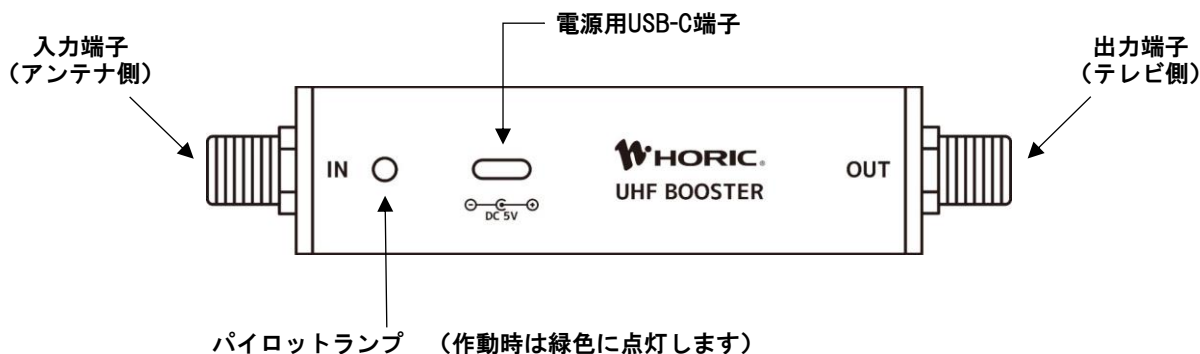 電源用USB-C端子
入力端子
(アンテナ側)
出力端子
(テレビ側)
IN
HORIC®
UHF BOOSTER
OUT
DC 5V
パイロットランプ (作動時は緑色に点灯します)